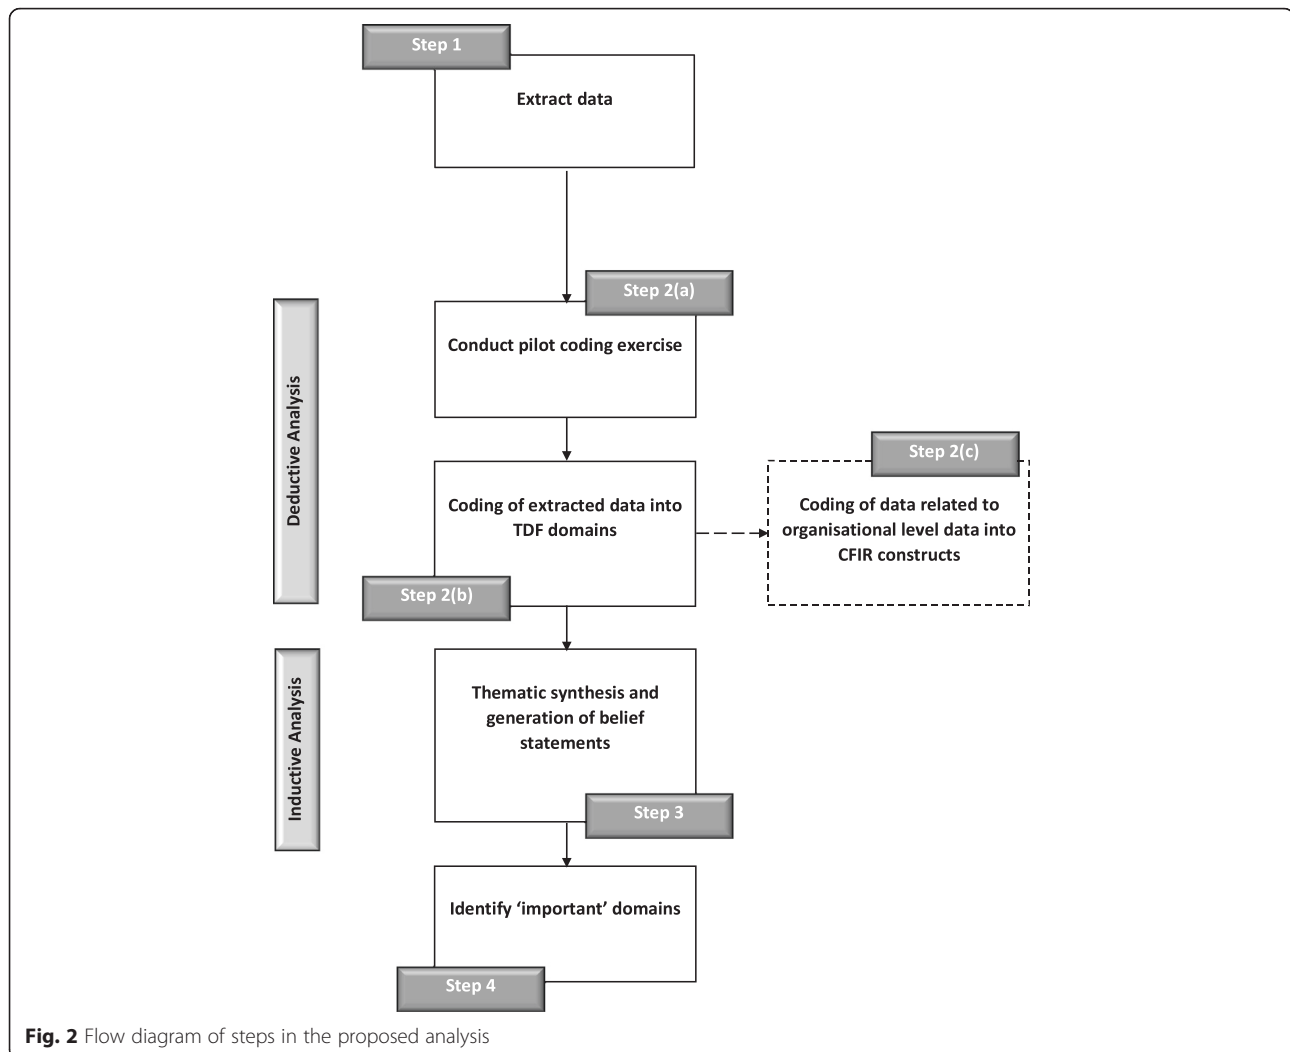 Step 1
Extract data
Step 2(a)
Conduct pilot coding exercise
Deductive Analysis
Coding of extracted data into
TDF domains
Step 2(b)
Step 2(c)
Coding of data related to
organisational level data into
CFIR constructs
Inductive Analysis
Thematic synthesis and
generation of belief
statements
Step 3
Identify ‘important’ domains
Step 4
Fig. 2 Flow diagram of steps in the proposed analysis